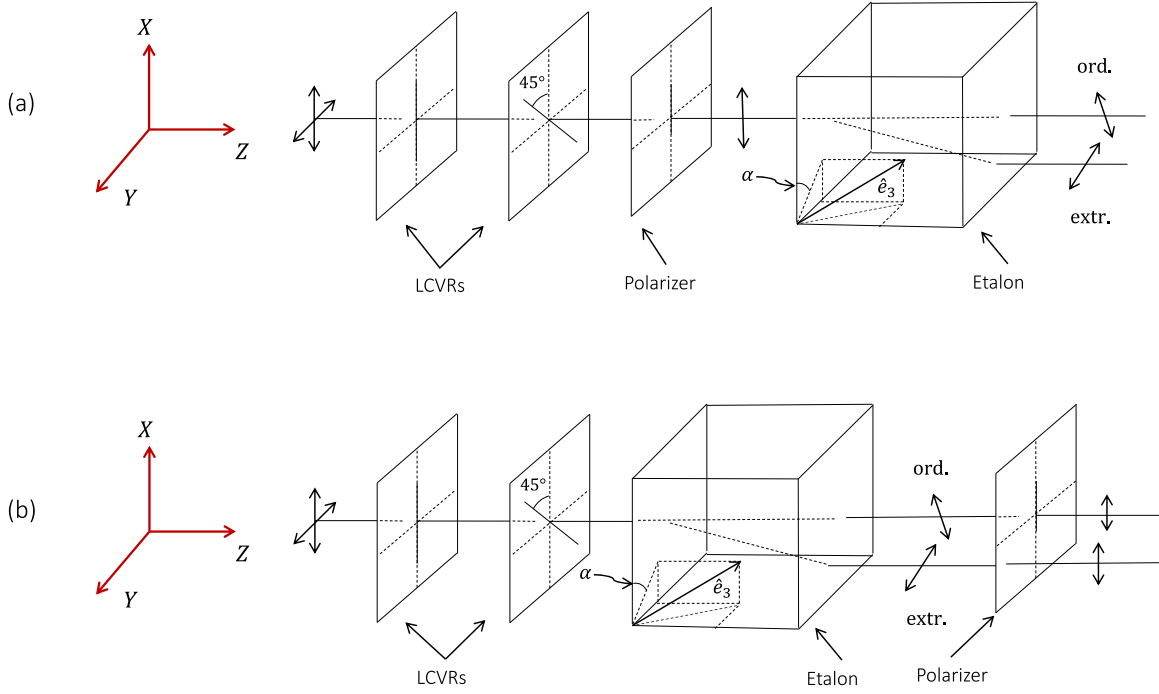 X
(a)
Z
Y
45°
ord.
α
ê₃
extr.
LCVRs
Polarizer
Etalon
X
(b)
Z
Y
45°
ord.
α
ê₃
extr.
LCVRs
Etalon
Polarizer